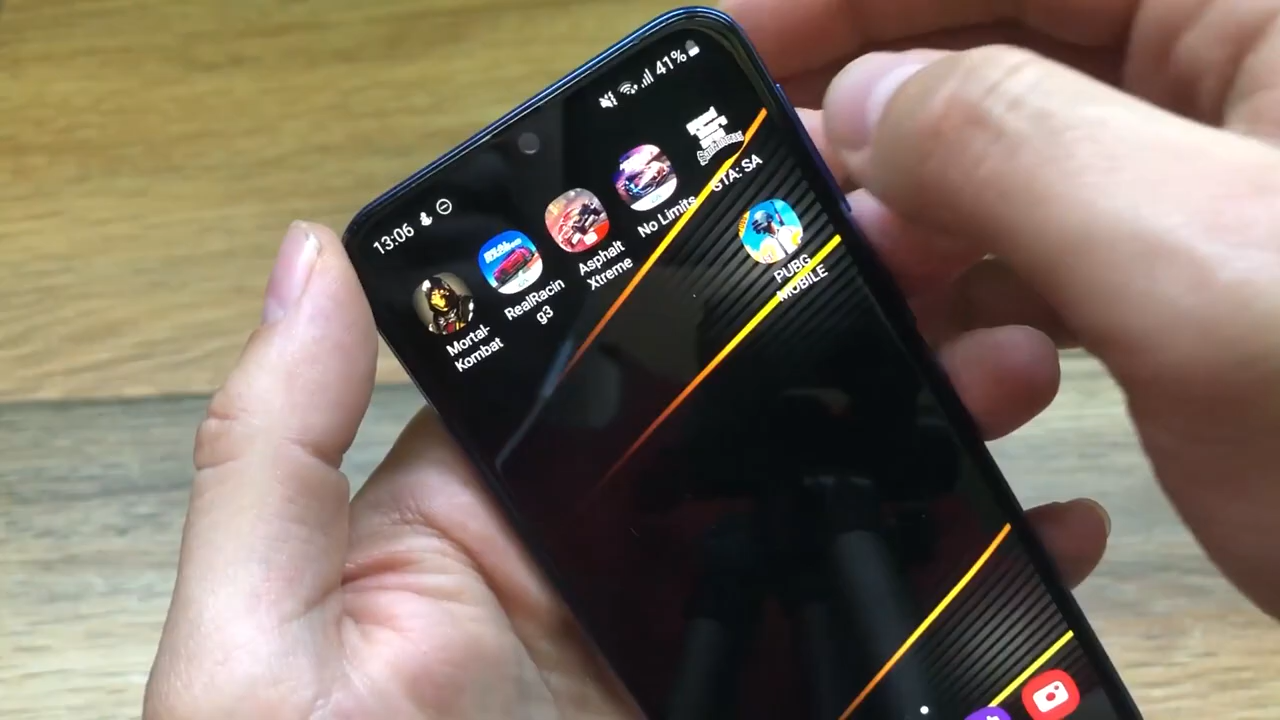 13:06
41%
Mortal-
Kombat
RealRacin
g3
Asphalt
Xtreme
No Limits
GTA: SA
PUBG
MOBILE